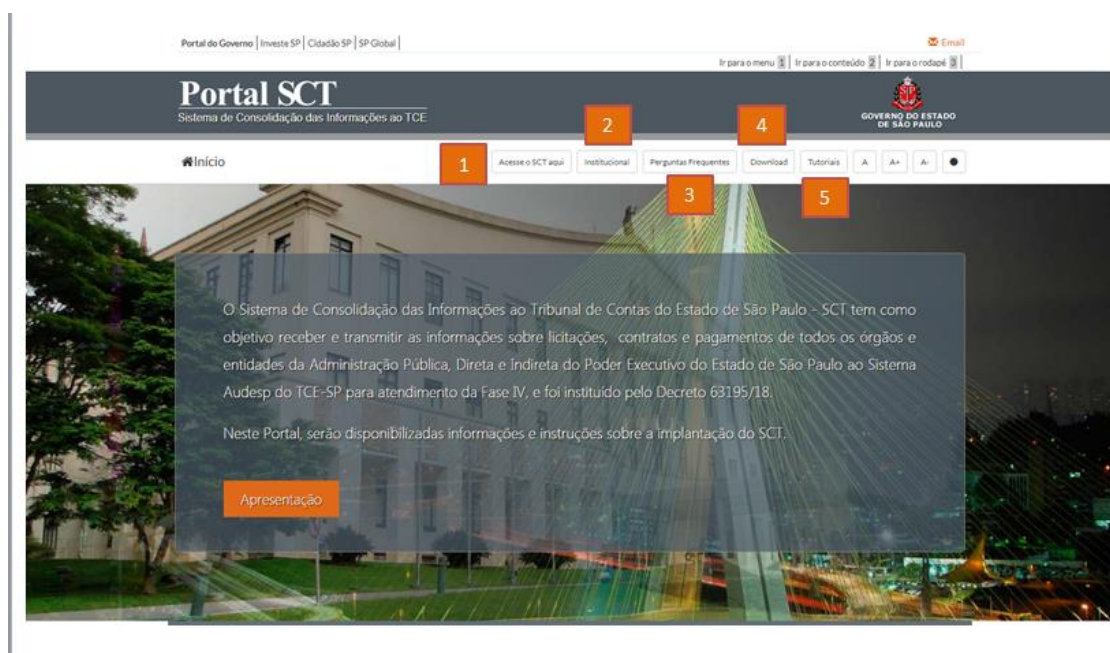 Portal do Governo | Investe SP | Cidadão SP | SP Global |
Email
Ir para o menu 1 | Ir para o conteúdo 2 | Ir para o rodapé 3 |
Portal SCT
Sistema de Consolidação das Informações ao TCE
SP
GOVERNO DO ESTADO
DE SÃO PAULO
2
4
Início
1
Acesse o SCT aqui
Institucional
Perguntas Frequentes
Download
Tutoriais
A
A+
A-
3
5
O Sistema de Consolidação das Informações ao Tribunal de Contas do Estado de São Paulo - SCT tem como
objetivo receber e transmitir as informações sobre licitações, contratos e pagamentos de todos os órgãos e
entidades da Administração Pública, Direta e Indireta do Poder Executivo do Estado de São Paulo ao Sistema
Audesp do TCE-SP para atendimento da Fase IV, e foi instituído pelo Decreto 63195/18.
Neste Portal, serão disponibilizadas informações e instruções sobre a implantação do SCT.
Apresentação